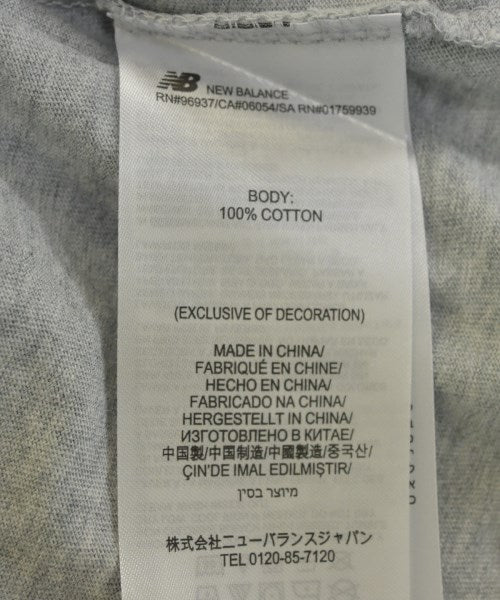 NB NEW BALANCE
RN#96937/CA#06054/SA RN#01759939
BODY:
100% COTTON
(EXCLUSIVE OF DECORATION)
MADE IN CHINA/
FABRIQUÉ EN CHINE/
HECHO EN CHINA/
FABRICADO NA CHINA/
HERGESTELLT IN CHINA/
ИЗГОТОВЛЕНО В КИТАЕ/
中国製/中国制造/中國製造/중국산/
ÇIN'DE IMAL EDILMIŞTIR/
מיוצר בסין
株式会社ニューバランスジャパン
TEL 0120-85-7120